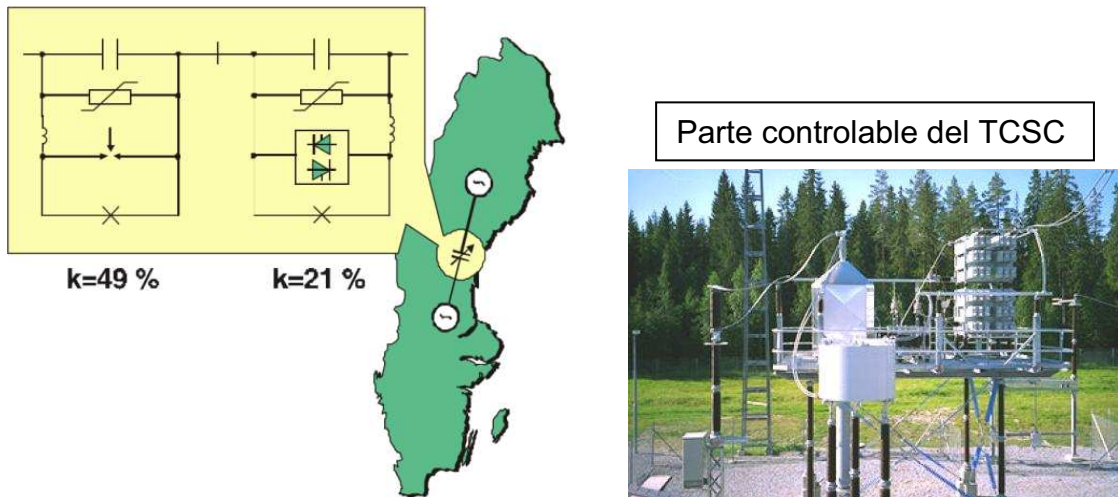 k=49 %
k=21 %
Parte controlable del TCSC